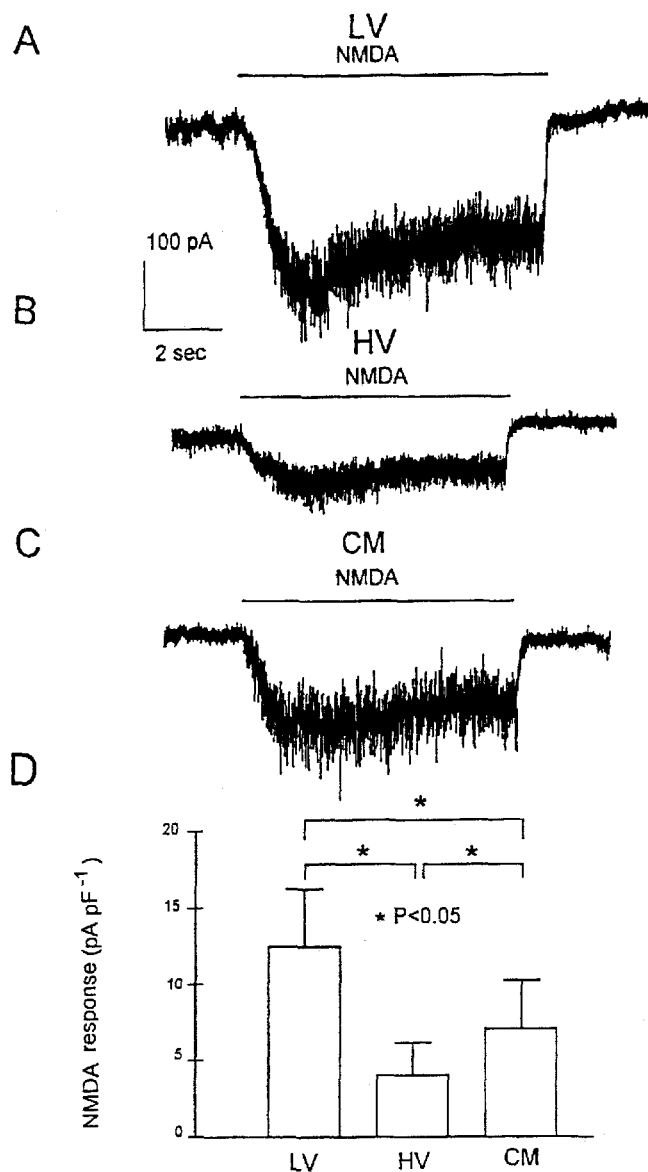 A
LV
NMDA
100 pA
2 sec
B
HV
NMDA
C
CM
NMDA
D
NMDA response (pA pF⁻¹)
20
15
10
5
0
*
*
*
* P<0.05
LV
HV
CM